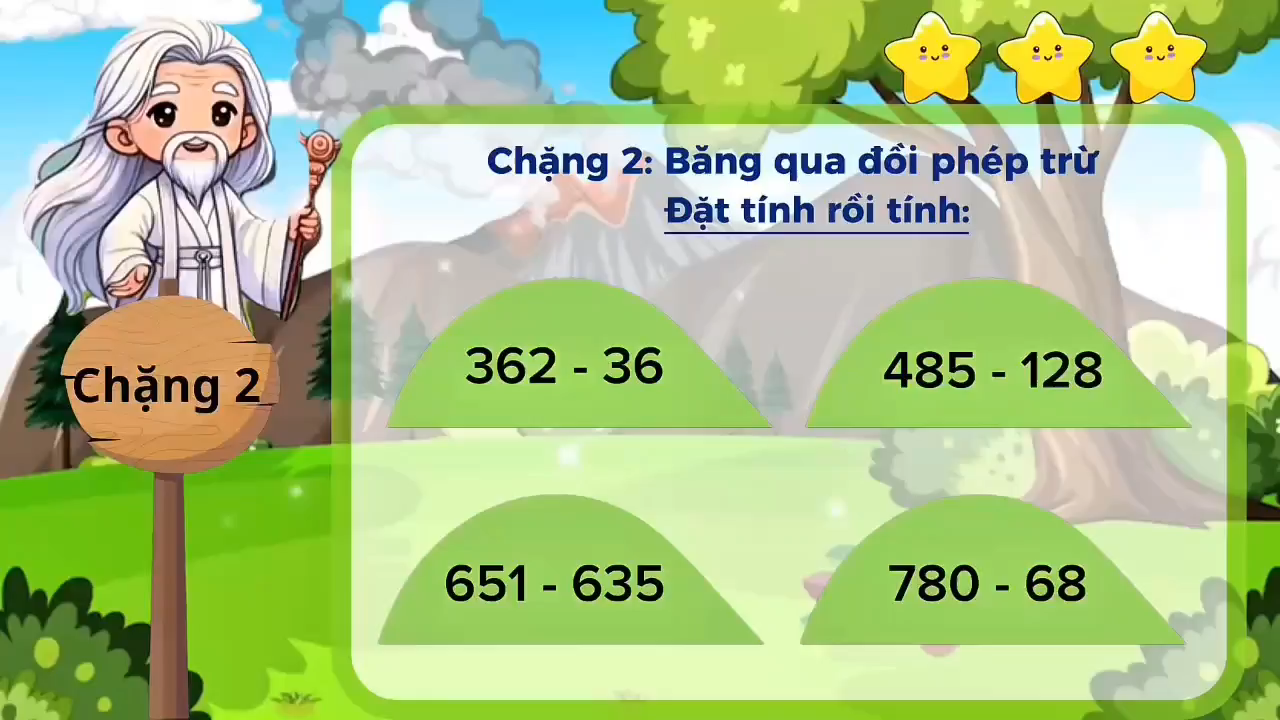 Chặng 2: Băng qua đồi phép trừ
Đặt tính rồi tính:
Chặng 2
362 - 36
485 - 128
651 - 635
780 - 68